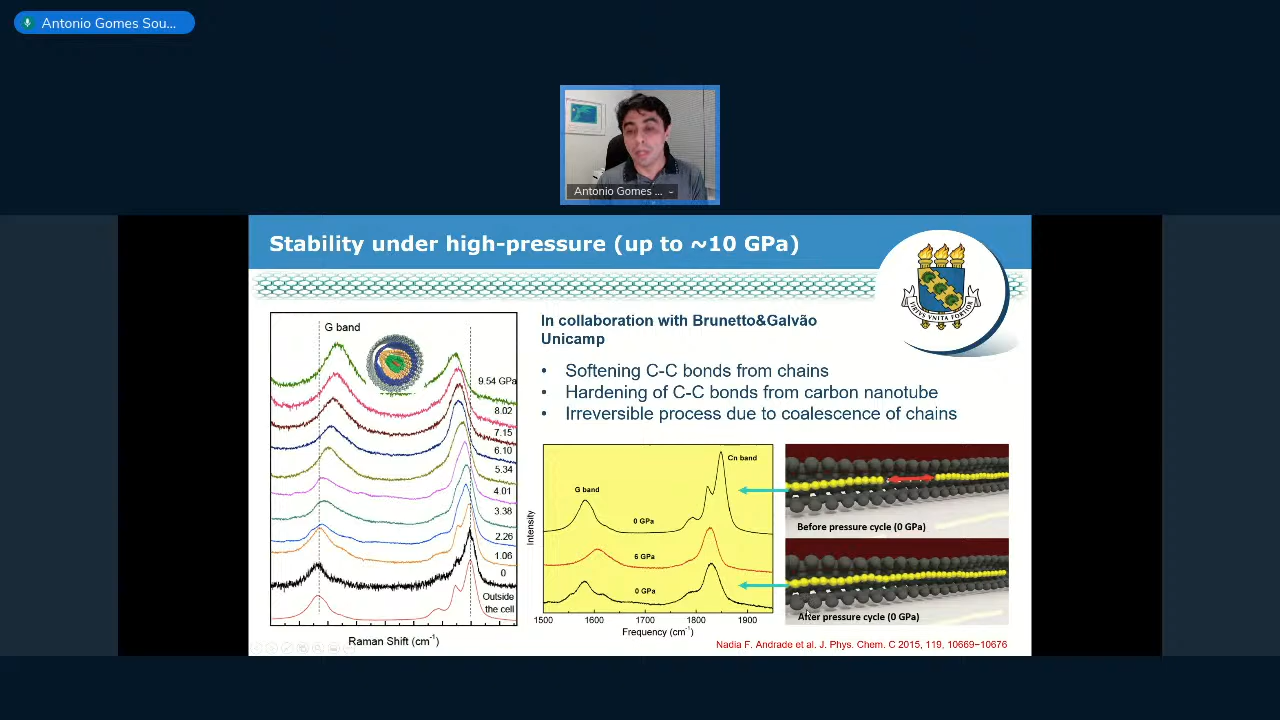 Antonio Gomes Sou...
Antonio Gomes ...
Stability under high-pressure (up to ~10 GPa)
VIRTUS UNITA FORTIOR
In collaboration with Brunetto&Galvão
Unicamp
• Softening C-C bonds from chains
• Hardening of C-C bonds from carbon nanotube
• Irreversible process due to coalescence of chains
G band
9.54 GPa
8.02
7.15
6.10
5.34
4.01
3.38
2.26
1.06
0
Outside
the cell
Raman Shift (cm-1)
Cn band
G band
0 GPa
6 GPa
0 GPa
Intensity
1500 1600 1700 1800 1900
Frequency (cm-1)
Before pressure cycle (0 GPa)
After pressure cycle (0 GPa)
Nadia F. Andrade et al. J. Phys. Chem. C 2015, 119, 10669−10676